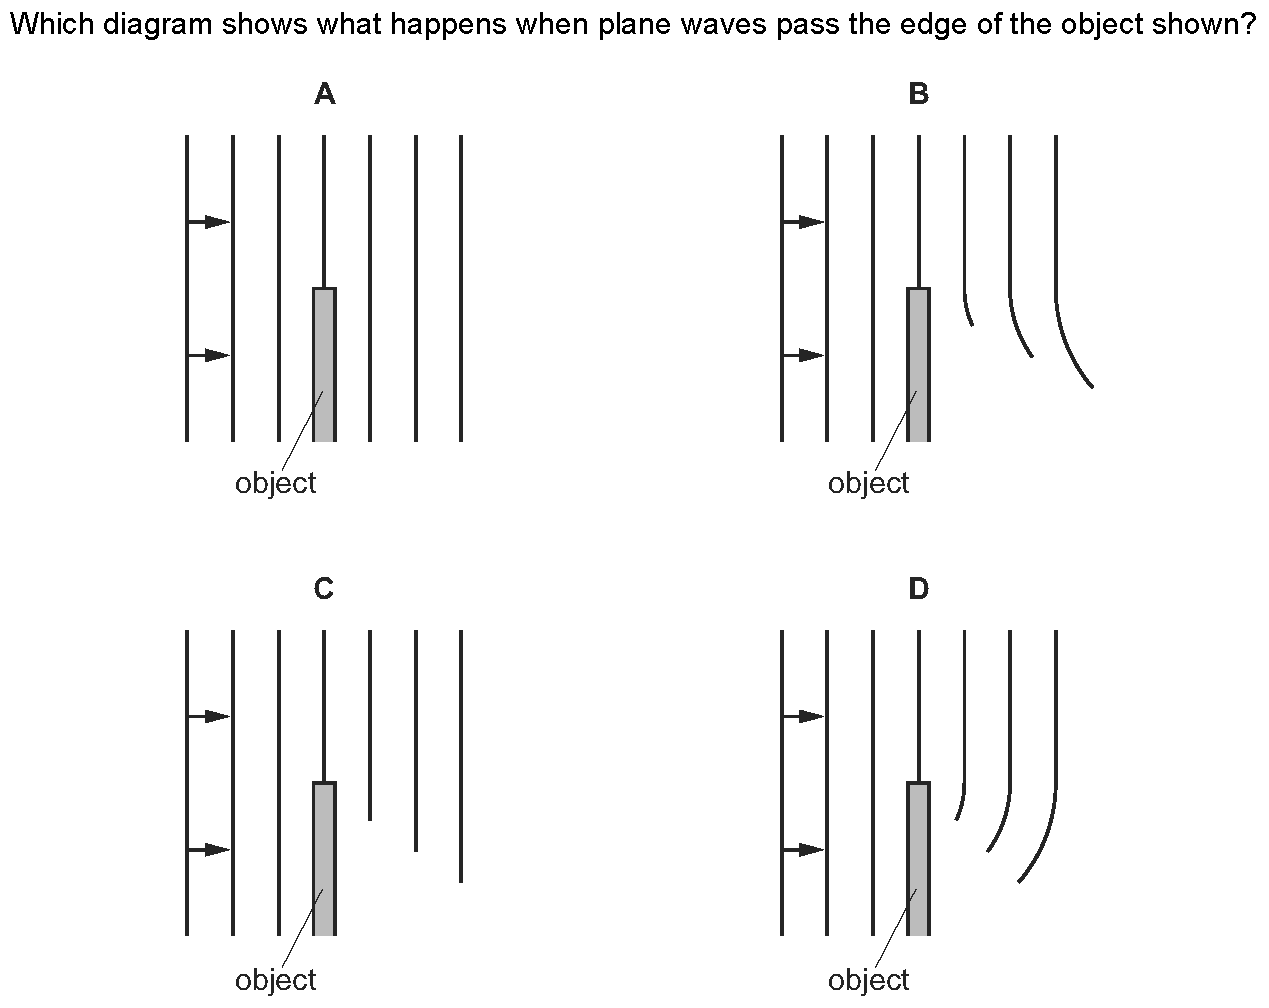 Which diagram shows what happens when plane waves pass the edge of the object shown?
A
B
object
object
C
D
object
object